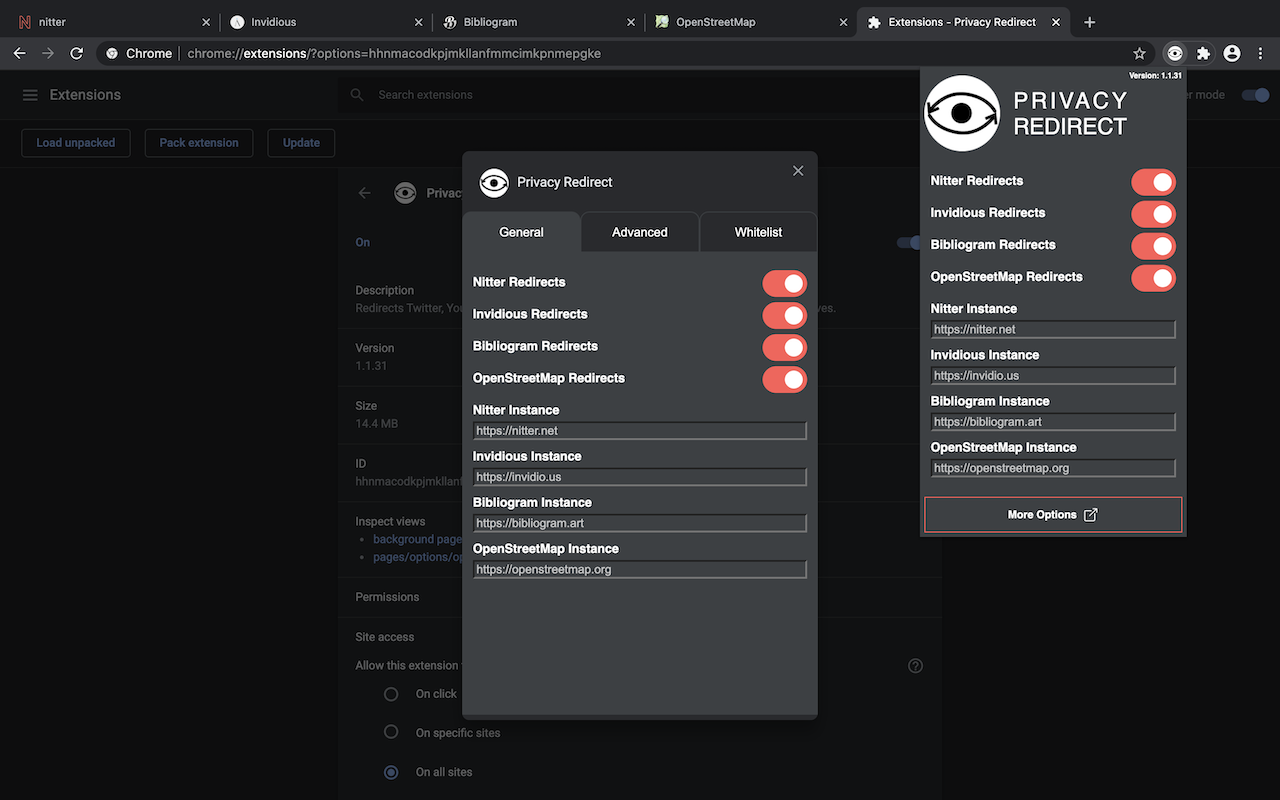 nitter
Invidious
Bibliogram
OpenStreetMap
Extensions - Privacy Redirect
Chrome
chrome://extensions/?options=hhnmacodkpjmkllanfmmcimkpnmepgke
Extensions
Search extensions
er mode
Load unpacked
Pack extension
Update
Privac
On
Description
Redirects Twitter, You
ves.
Version
1.1.31
Size
14.4 MB
ID
hhnmacodkpjmkllanf
Inspect views
background page
pages/options/op
Permissions
Site access
Allow this extension
On click
On specific sites
On all sites
Privacy Redirect
General
Advanced
Whitelist
Nitter Redirects
Invidious Redirects
Bibliogram Redirects
OpenStreetMap Redirects
Nitter Instance
https://nitter.net
Invidious Instance
https://invidio.us
Bibliogram Instance
https://bibliogram.art
OpenStreetMap Instance
https://openstreetmap.org
Version: 1.1.31
PRIVACY
REDIRECT
Nitter Redirects
Invidious Redirects
Bibliogram Redirects
OpenStreetMap Redirects
Nitter Instance
https://nitter.net
Invidious Instance
https://invidio.us
Bibliogram Instance
https://bibliogram.art
OpenStreetMap Instance
https://openstreetmap.org
More Options